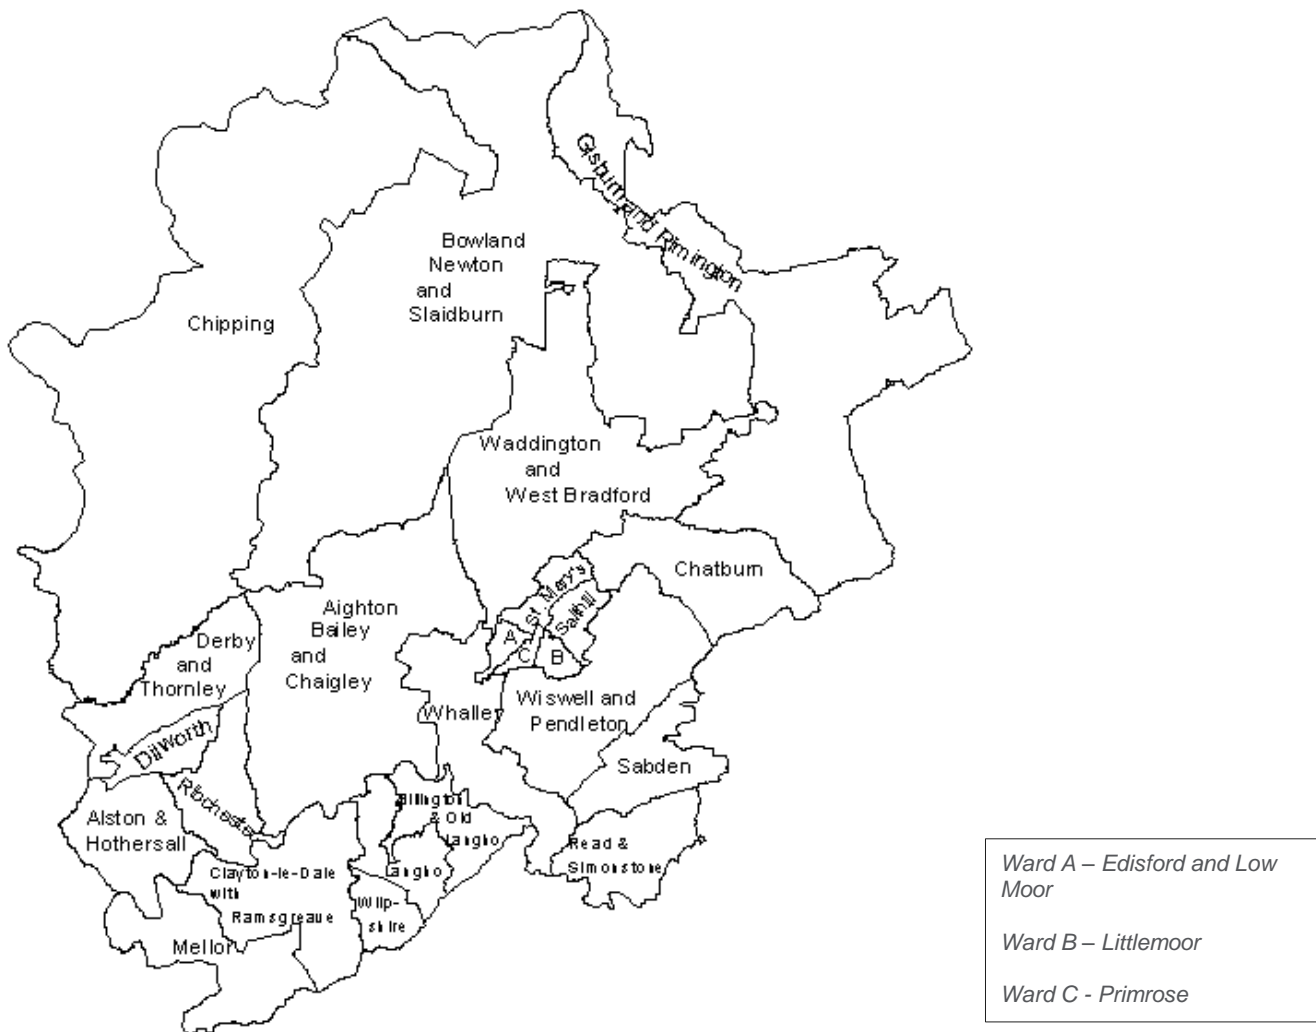 Gisburn and Rimington
Bowland
Newton
and
Slaidburn
Chipping
Waddington
and
West Bradford
Chatburn
St Mary's
Salthill
Aighton
Bailey
and
Chaigley
A
C
B
Derby
and
Thornley
Wiswell and
Pendleton
Whalley
Dilworth
Sabden
Ribchester
Billington
& Old
Langho
Alston &
Hothersall
Read &
Simonstone
Langho
Clayton-le-Dale
with
Ramsgreave
Wilp-
shire
Mellor
Ward A – Edisford and Low
Moor
Ward B – Littlemoor
Ward C - Primrose